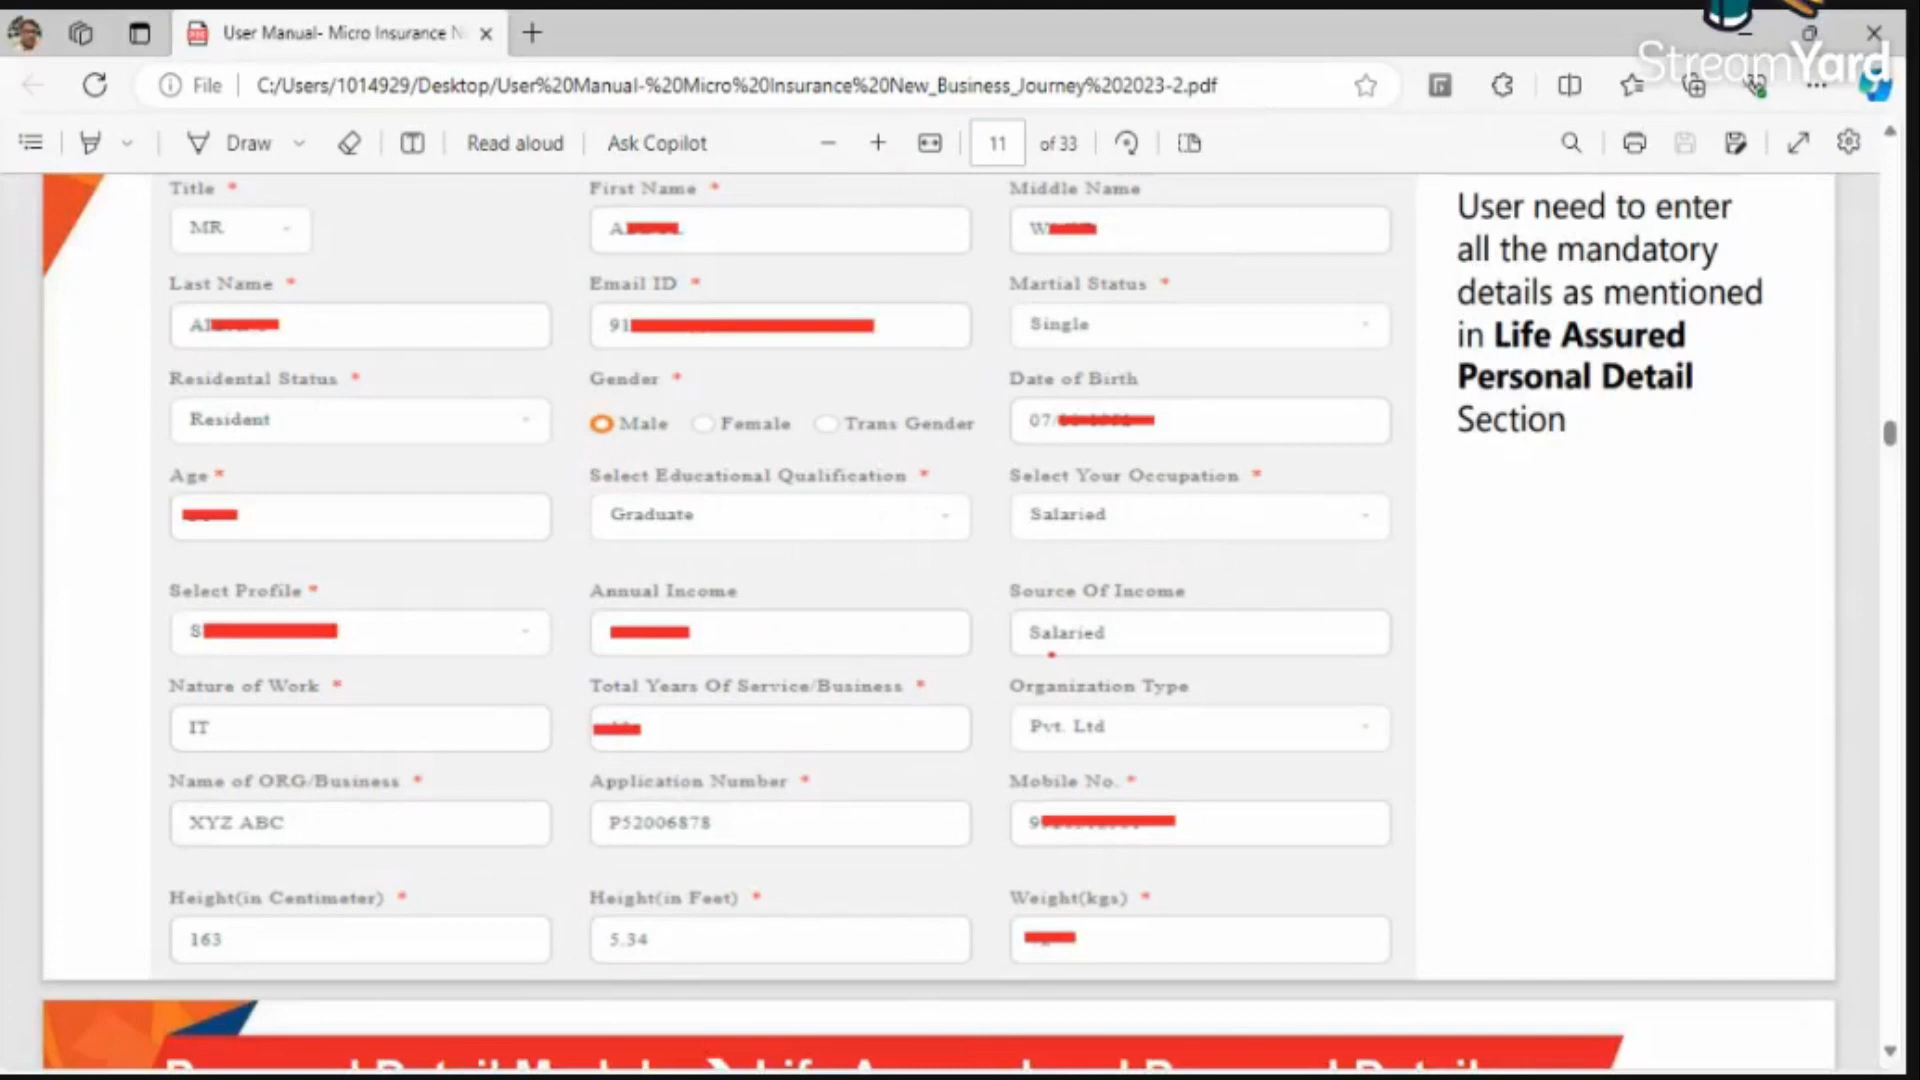 User Manual- Micro Insurance N
StreamYard
File
C:/Users/1014929/Desktop/User%20Manual-%20Micro%20Insurance%20New_Business_Journey%202023-2.pdf
Draw
Read aloud
Ask Copilot
11 of 33
Title * First Name * Middle Name
MR A W
Last Name * Email ID * Martial Status *
Al 91 Single
Residental Status * Gender * Date of Birth
Resident Male Female Trans Gender 07/
Age * Select Educational Qualification * Select Your Occupation *
Graduate Salaried
Select Profile * Annual Income Source Of Income
S Salaried
Nature of Work * Total Years Of Service/Business * Organization Type
IT Pvt. Ltd
Name of ORG/Business * Application Number * Mobile No. *
XYZ ABC P52006878 9
Height(in Centimeter) * Height(in Feet) * Weight(kgs) *
163 5.34
User need to enter
all the mandatory
details as mentioned
in Life Assured
Personal Detail
Section